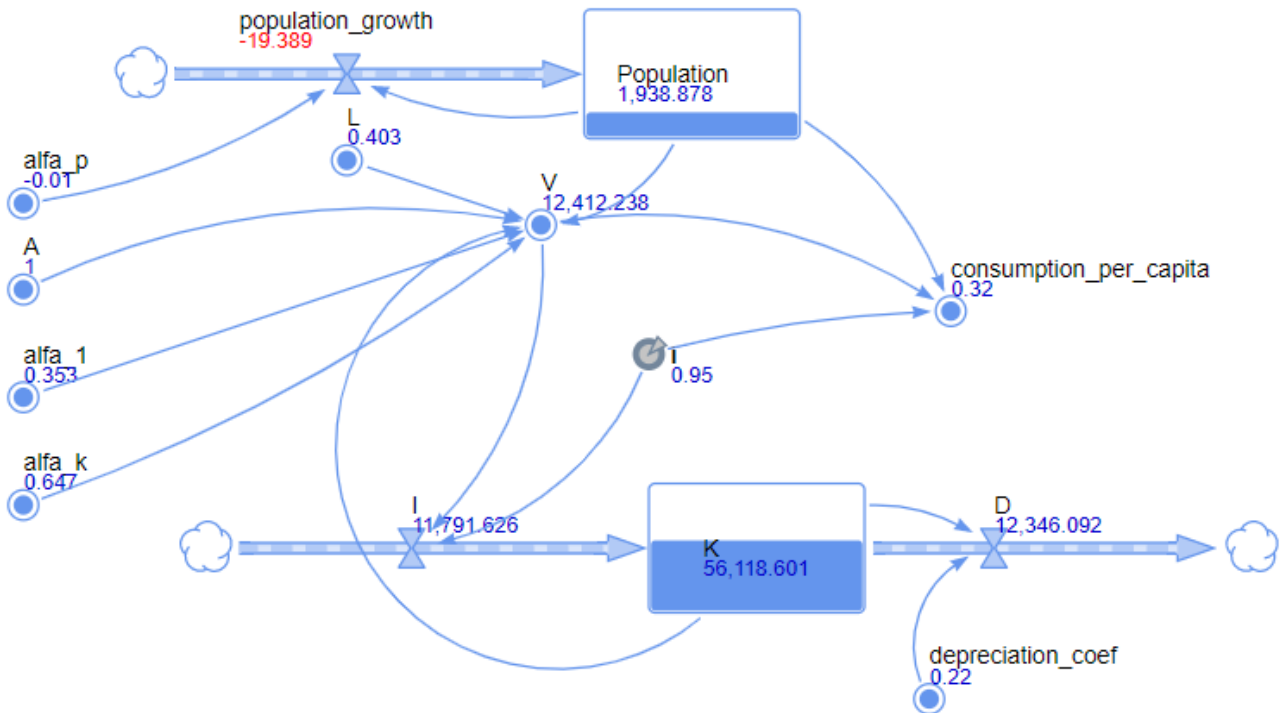 population_growth
-19.389
Population
1,938.878
L
0.403
alfa_p
-0.01
V
12,412.238
A
1
consumption_per_capita
0.32
alfa_1
0.353
i
0.95
alfa_k
0.647
I
11,791.626
K
56,118.601
D
12,346.092
depreciation_coef
0.22